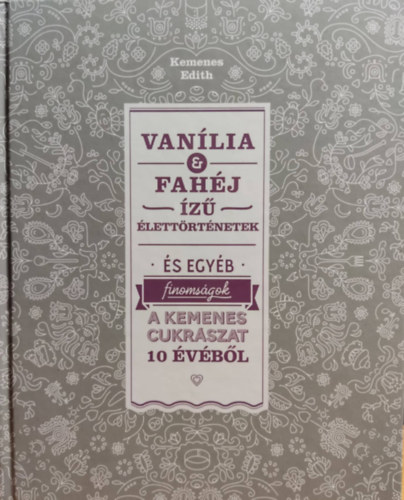 Kemenes
Edith
VANÍLIA
&
FAHÉJ
ÍZŰ
ÉLETTÖRTÉNETEK
· ÉS EGYÉB ·
finomságok
A KEMENES
CUKRÁSZAT
10 ÉVÉBŐL